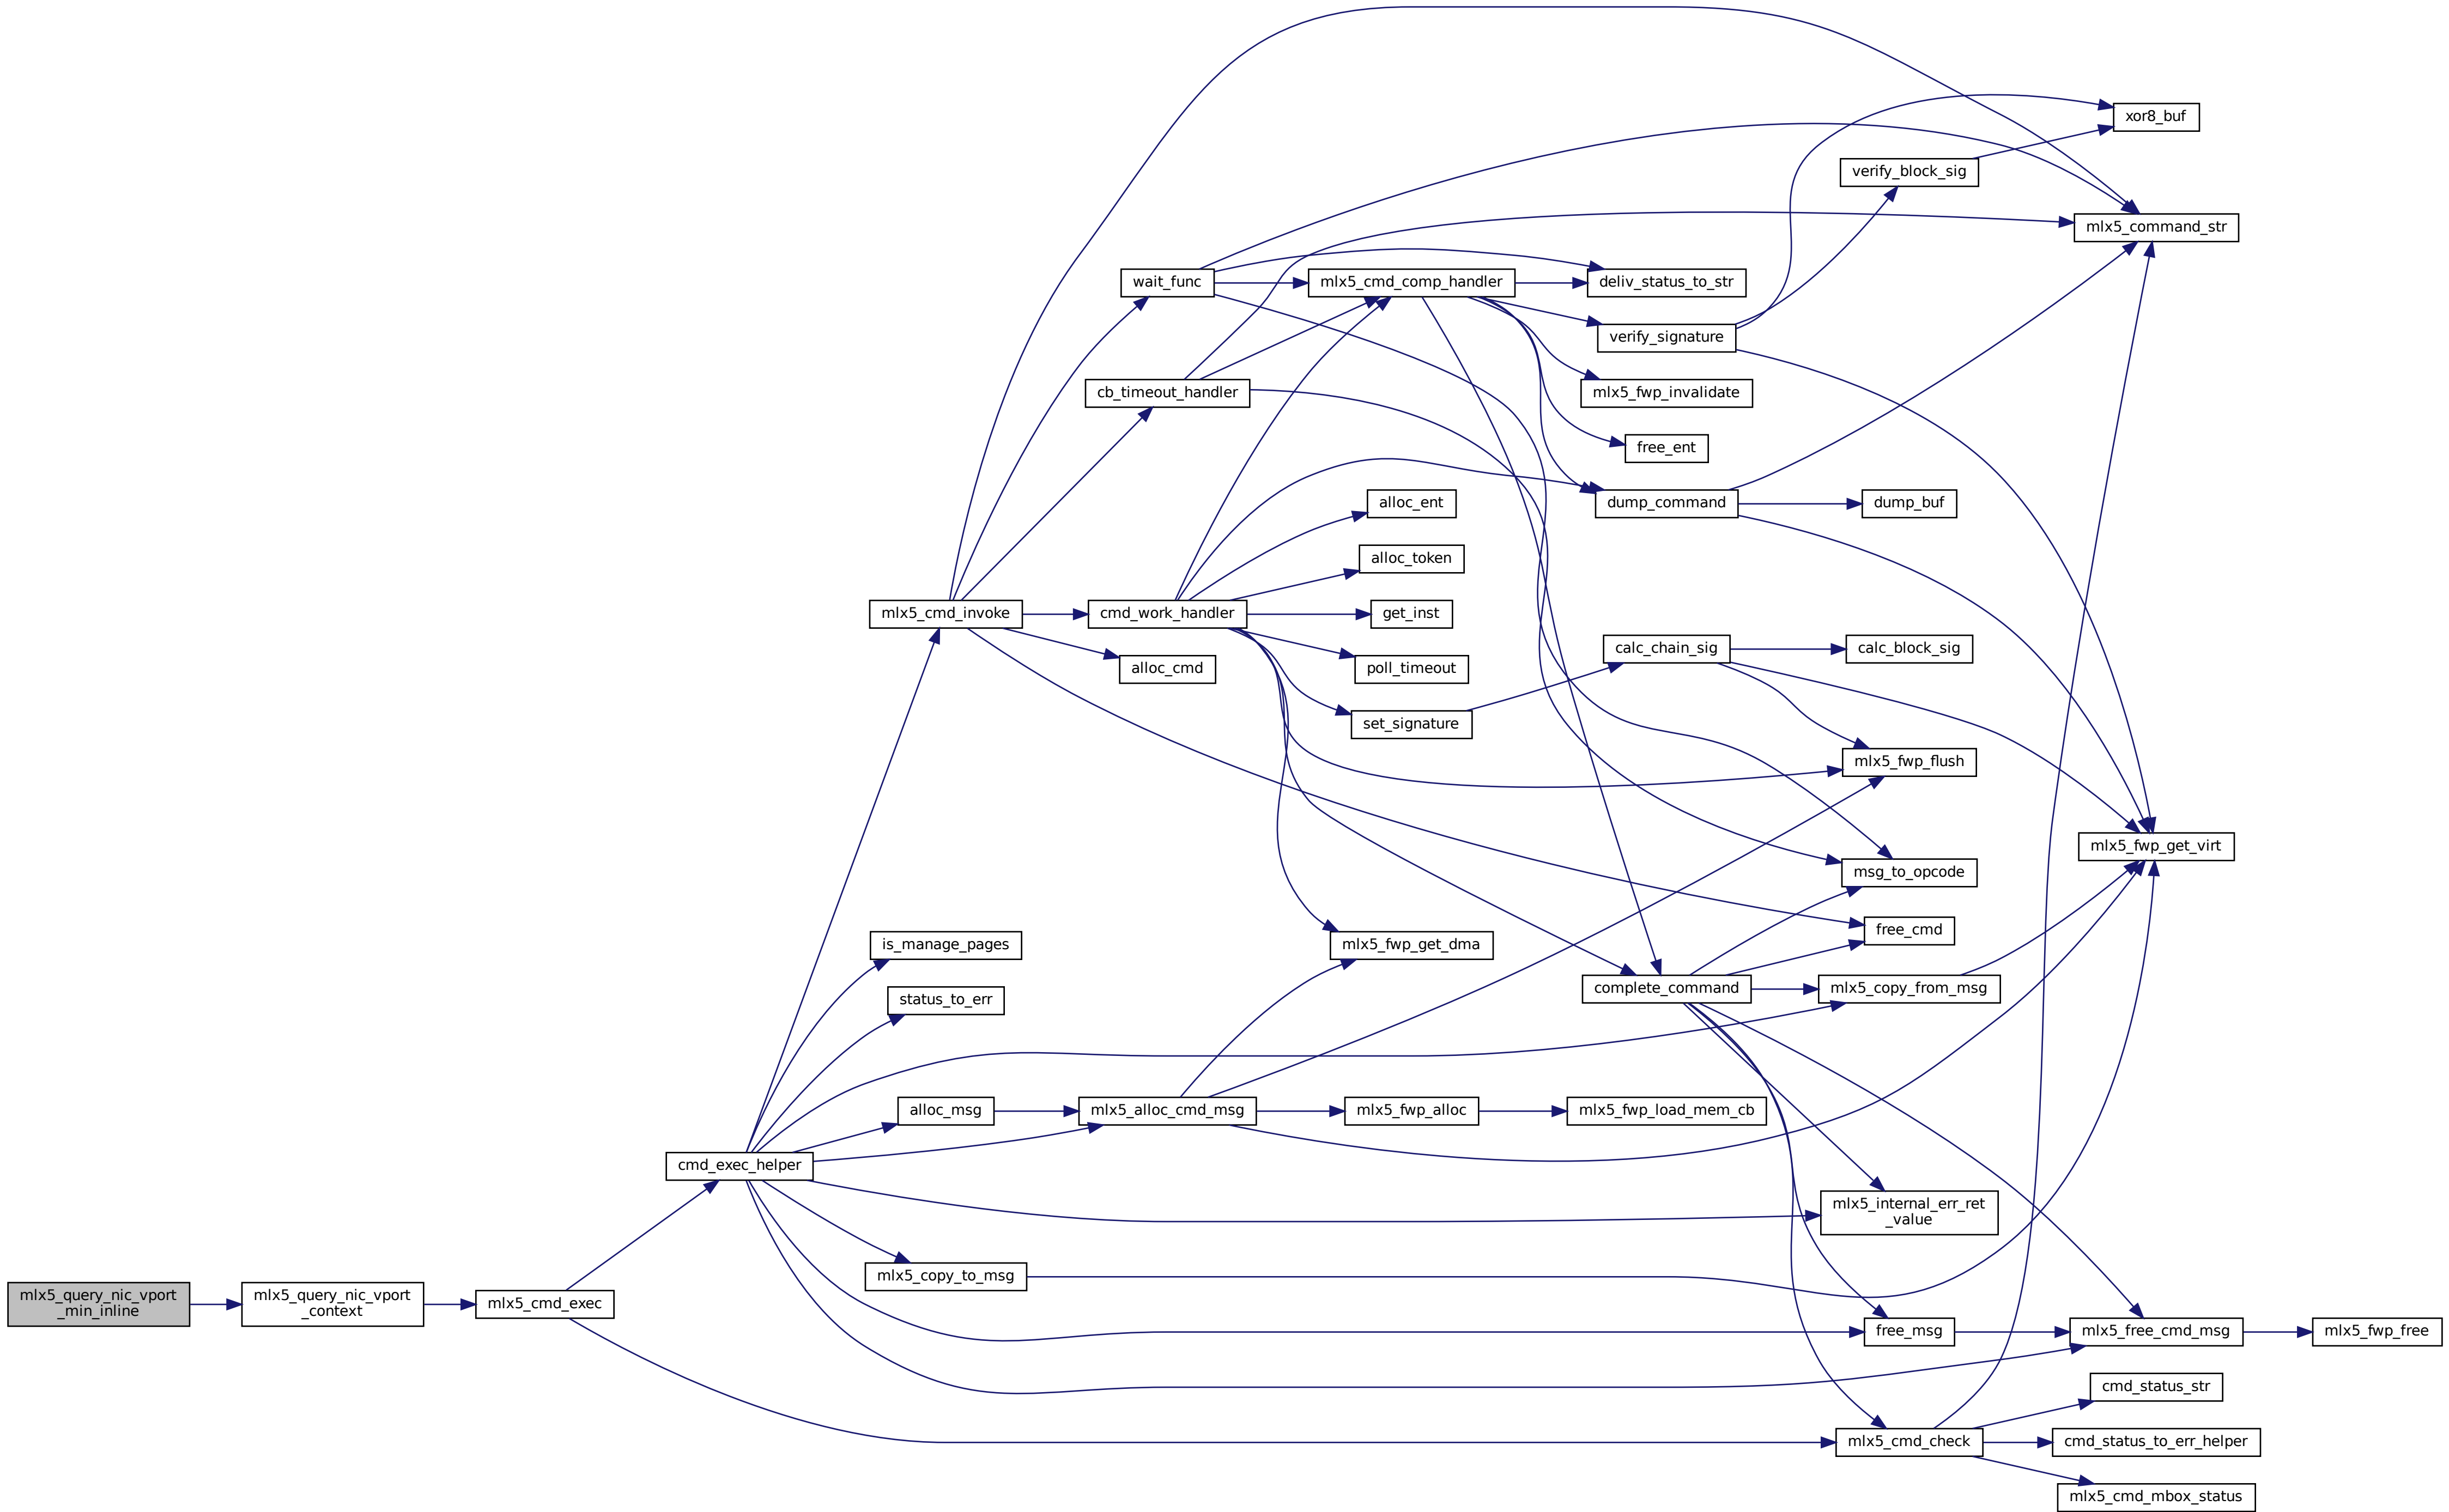 xor8_buf
verify_block_sig
mlx5_command_str
wait_func
mlx5_cmd_comp_handler
deliv_status_to_str
verify_signature
cb_timeout_handler
mlx5_fwp_invalidate
free_ent
alloc_ent
dump_command
dump_buf
alloc_token
mlx5_cmd_invoke
cmd_work_handler
get_inst
calc_chain_sig
calc_block_sig
alloc_cmd
poll_timeout
set_signature
mlx5_fwp_flush
mlx5_fwp_get_virt
msg_to_opcode
free_cmd
is_manage_pages
mlx5_fwp_get_dma
complete_command
mlx5_copy_from_msg
status_to_err
alloc_msg
mlx5_alloc_cmd_msg
mlx5_fwp_alloc
mlx5_fwp_load_mem_cb
cmd_exec_helper
mlx5_internal_err_ret
_value
mlx5_copy_to_msg
mlx5_query_nic_vport
_min_inline
mlx5_query_nic_vport
_context
mlx5_cmd_exec
free_msg
mlx5_free_cmd_msg
mlx5_fwp_free
cmd_status_str
mlx5_cmd_check
cmd_status_to_err_helper
mlx5_cmd_mbox_status